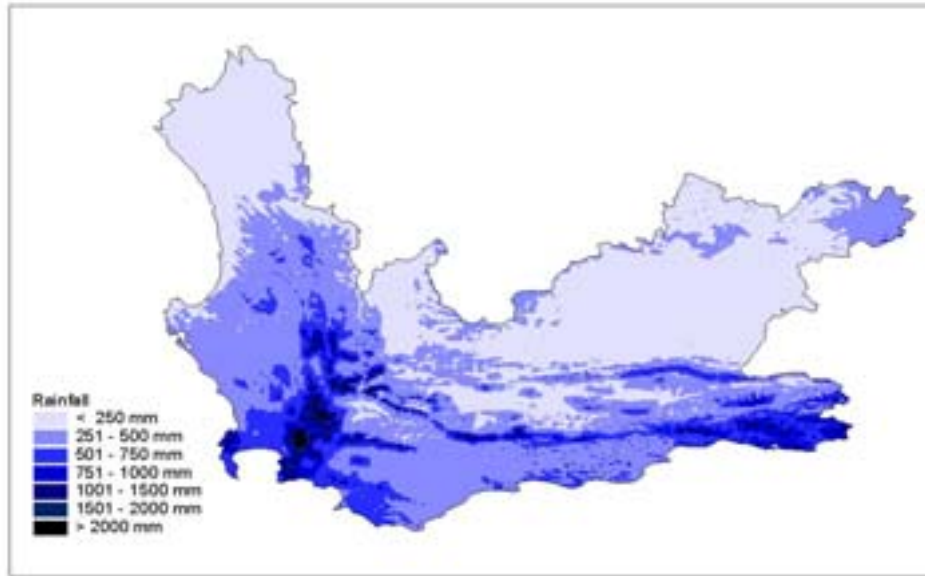 Rainfall
< 250 mm
251 - 500 mm
501 - 750 mm
751 - 1000 mm
1001 - 1500 mm
1501 - 2000 mm
> 2000 mm